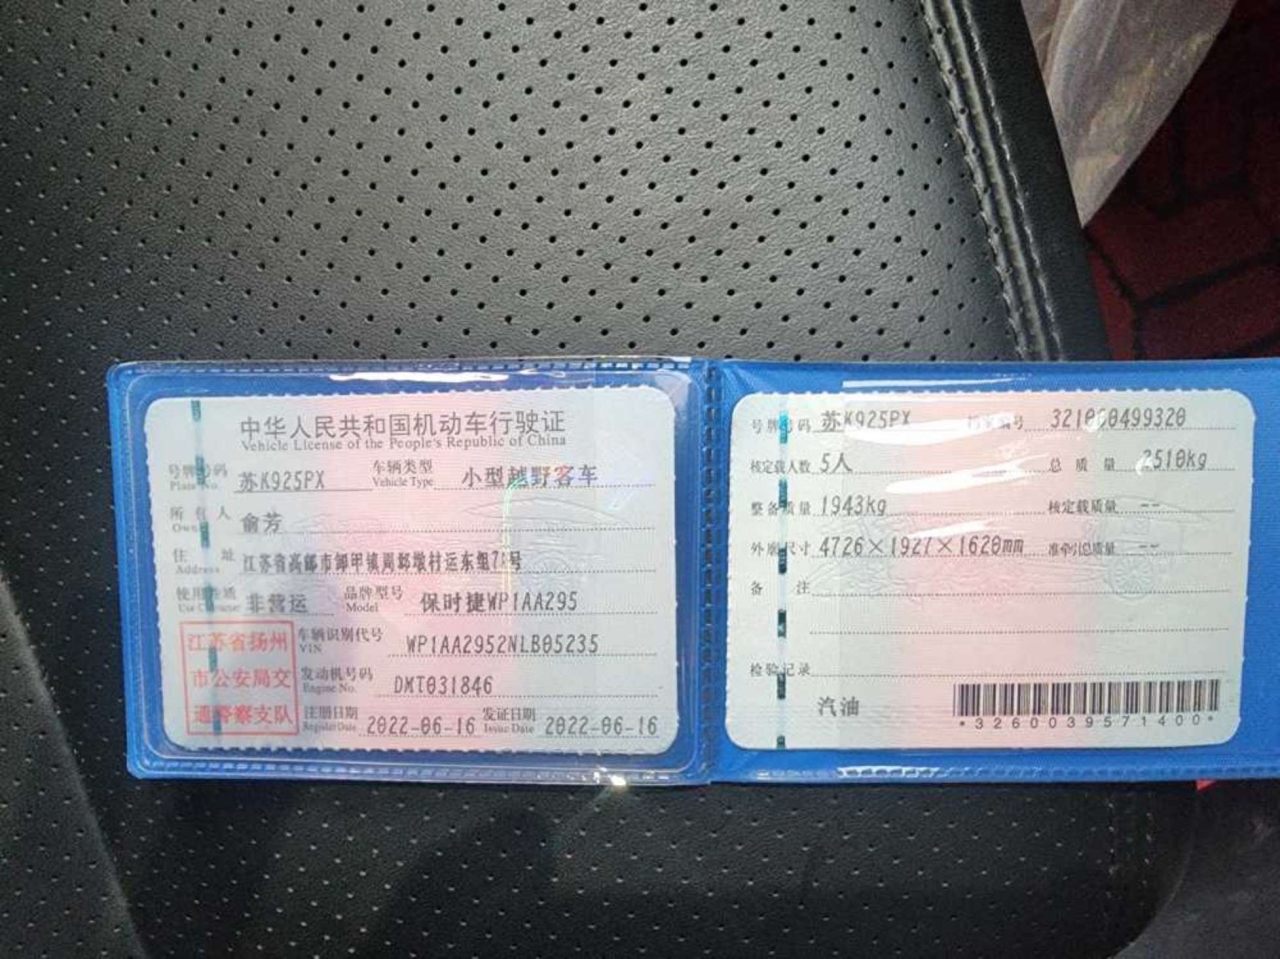 中华人民共和国机动车行驶证
Vehicle License of the People's Republic of China
号牌号码 苏K925PX 车辆类型 小型越野客车
Plate No. Vehicle Type
所有人 俞芳
Owner
住址 江苏省高邮市卸甲镇周邶墩村运东组 号
Address
使用性质 非营运 品牌型号 保时捷WP1AA295
Use Character Model
江苏省扬州
市公安局交
通警察支队
车辆识别代号 WP1AA2952NLB05235
VIN
发动机号码 DMT031846
Engine No.
注册日期 2022-06-16 发证日期 2022-06-16
Register Date Issue Date
号牌号码 苏K925PX 档案编号 321060499320
核定载人数 5人 总质量 2510kg
整备质量 1943kg 核定载质量 --
外廓尺寸 4726×1927×1620mm 准牵引总质量 --
备注
检验记录
汽油
*3260039571400*